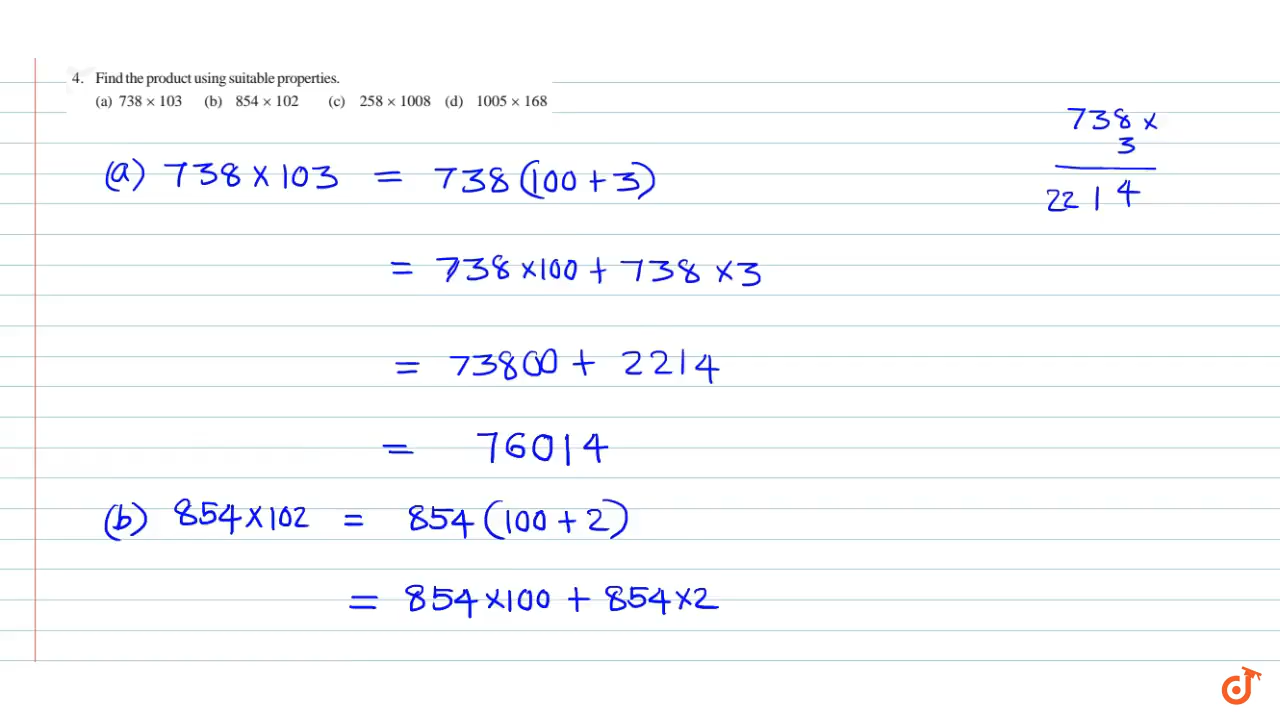 4. Find the product using suitable properties.
(a) 738 × 103 (b) 854 × 102 (c) 258 × 1008 (d) 1005 × 168
738 ×
3
2214
(a) 738 × 103 = 738 (100 + 3)
= 738 × 100 + 738 × 3
= 73800 + 2214
= 76014
(b) 854 × 102 = 854 (100 + 2)
= 854 × 100 + 854 × 2